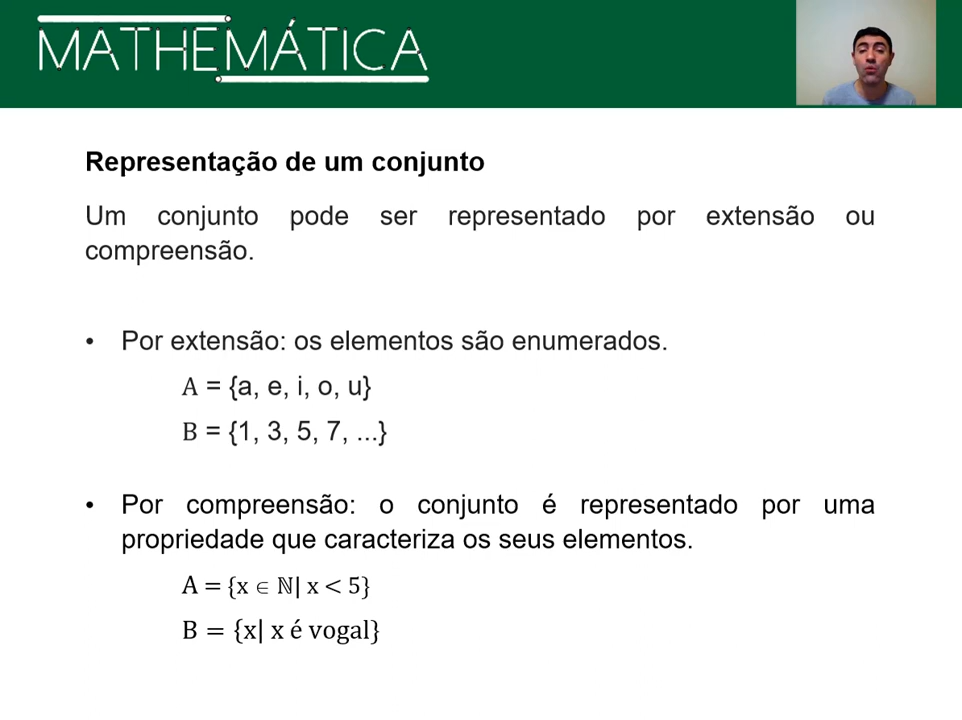 MATHEMÁTICA
Representação de um conjunto
Um conjunto pode ser representado por extensão ou
compreensão.
• Por extensão: os elementos são enumerados.
A = {a, e, i, o, u}
B = {1, 3, 5, 7, ...}
• Por compreensão: o conjunto é representado por uma
propriedade que caracteriza os seus elementos.
A = {x ∈ ℕ| x < 5}
B = {x| x é vogal}